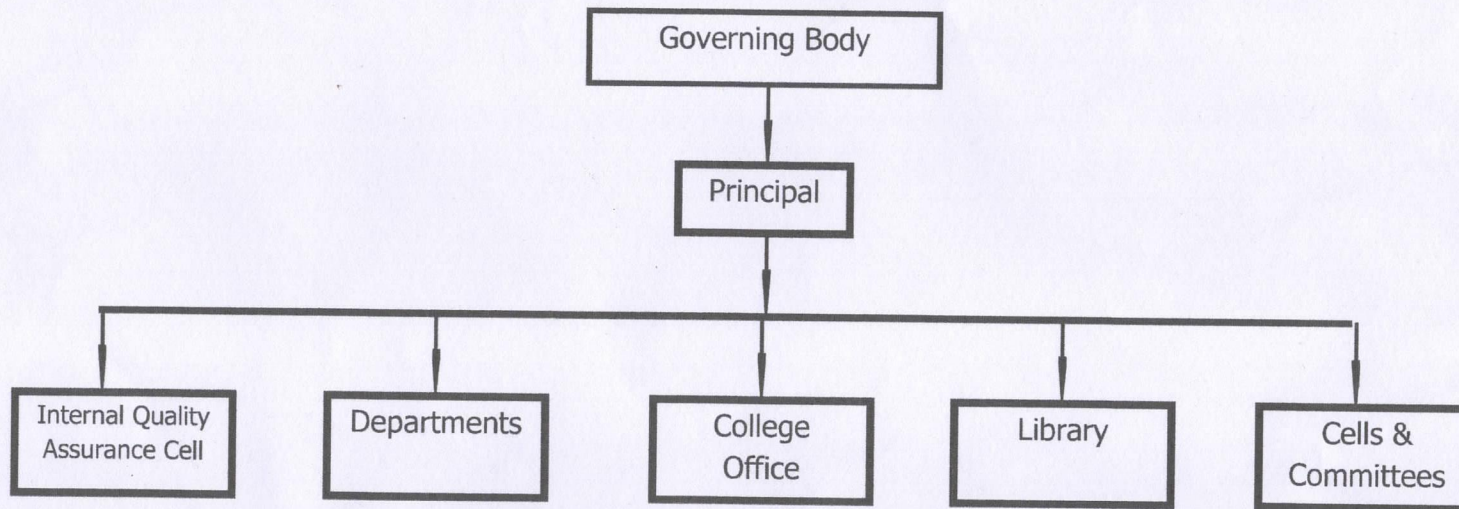 Governing Body
Principal
Internal Quality
Assurance Cell
Departments
College
Office
Library
Cells &
Committees